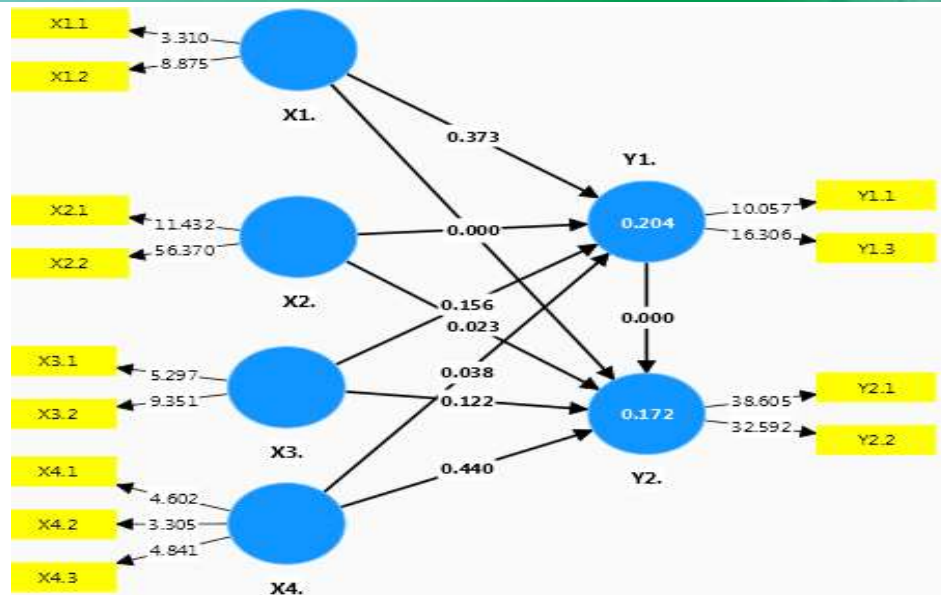 X1.1
3.310
X1.2
8.875
X1.
0.373
Y1.
X2.1
11.432
X2.2
56.370
X2.
0.000
0.204
10.057
Y1.1
16.306
Y1.3
0.156
0.023
0.000
X3.1
5.297
X3.2
9.351
X3.
0.038
0.122
0.172
38.605
Y2.1
32.592
Y2.2
Y2.
X4.1
4.602
X4.2
3.305
X4.3
4.841
X4.
0.440